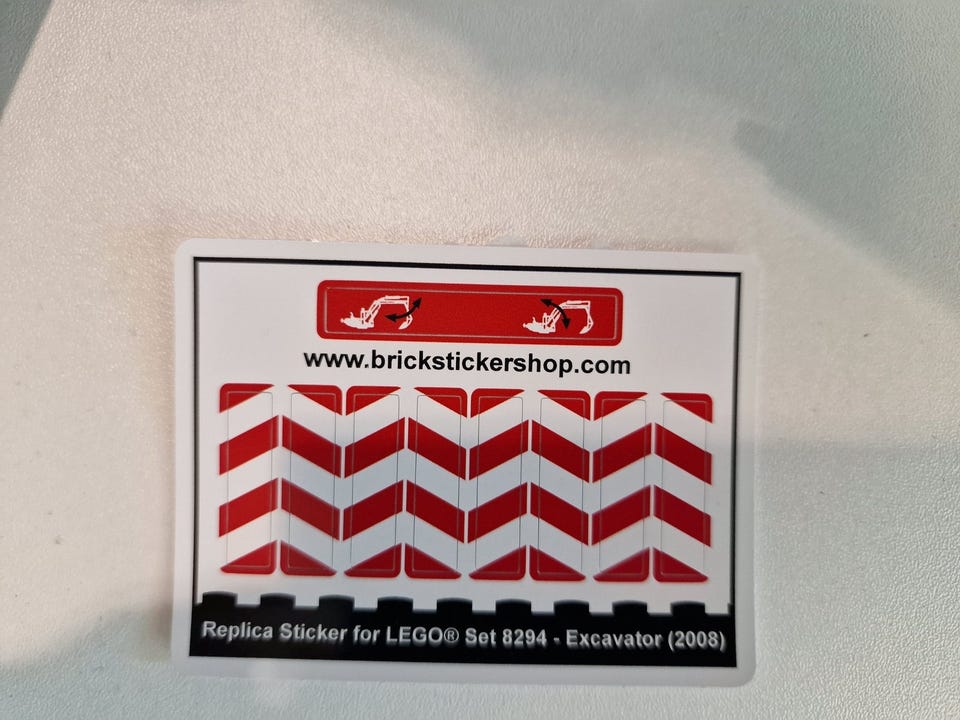 www.brickstickershop.com
Replica Sticker for LEGO® Set 8294 - Excavator (2008)